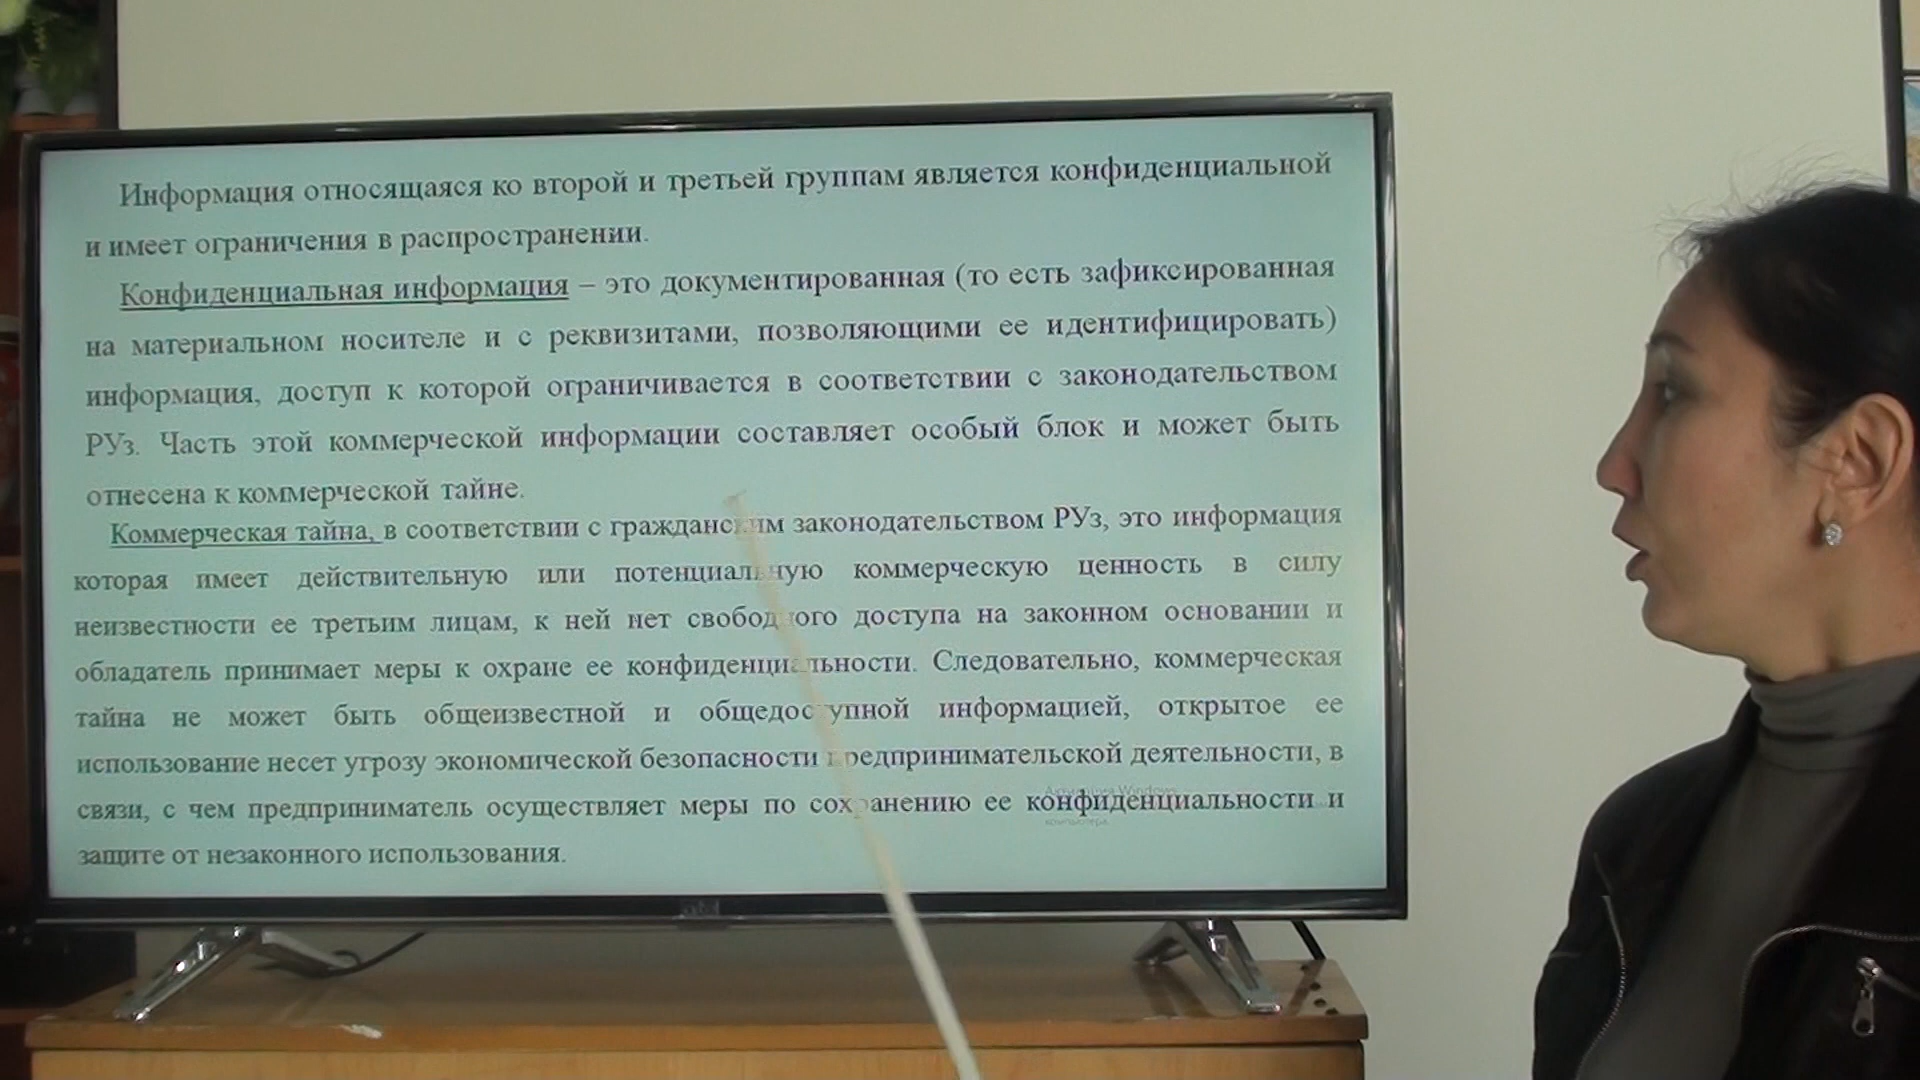 Информация относящаяся ко второй и третьей группам является конфиденциальной
и имеет ограничения в распространении.
Конфиденциальная информация – это документированная (то есть зафиксированная
на материальном носителе и с реквизитами, позволяющими ее идентифицировать)
информация, доступ к которой ограничивается в соответствии с законодательством
РУз. Часть этой коммерческой информации составляет особый блок и может быть
отнесена к коммерческой тайне.
Коммерческая тайна, в соответствии с гражданским законодательством РУз, это информация
которая имеет действительную или потенциальную коммерческую ценность в силу
неизвестности ее третьим лицам, к ней нет свободного доступа на законном основании и
обладатель принимает меры к охране ее конфиденциальности. Следовательно, коммерческая
тайна не может быть общеизвестной и общедоступной информацией, открытое ее
использование несет угрозу экономической безопасности предпринимательской деятельности, в
связи, с чем предприниматель осуществляет меры по сохранению ее конфиденциальности и
защите от незаконного использования.
Активация Windows
компьютера.